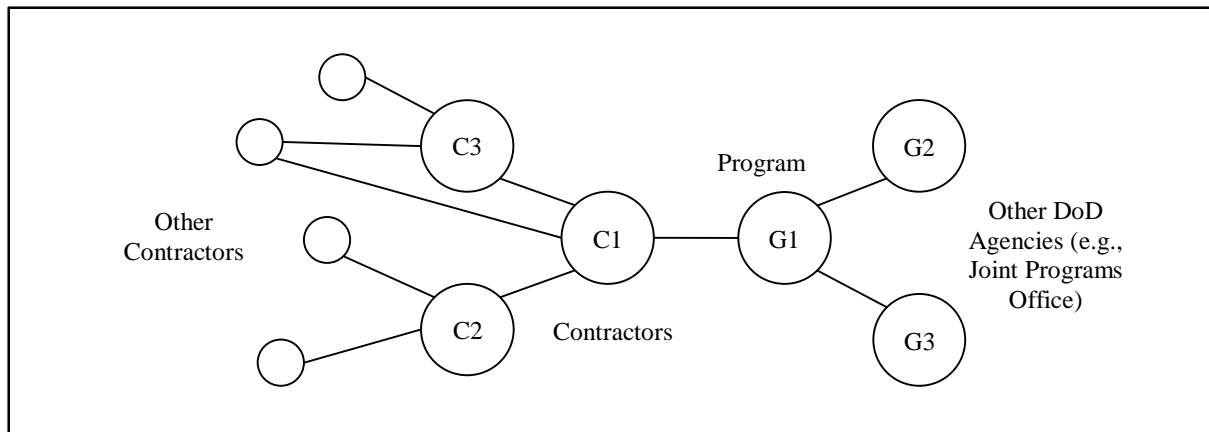 C3
Program
G2
Other
Contractors
C1
G1
Other DoD
Agencies (e.g.,
Joint Programs
Office)
C2
Contractors
G3